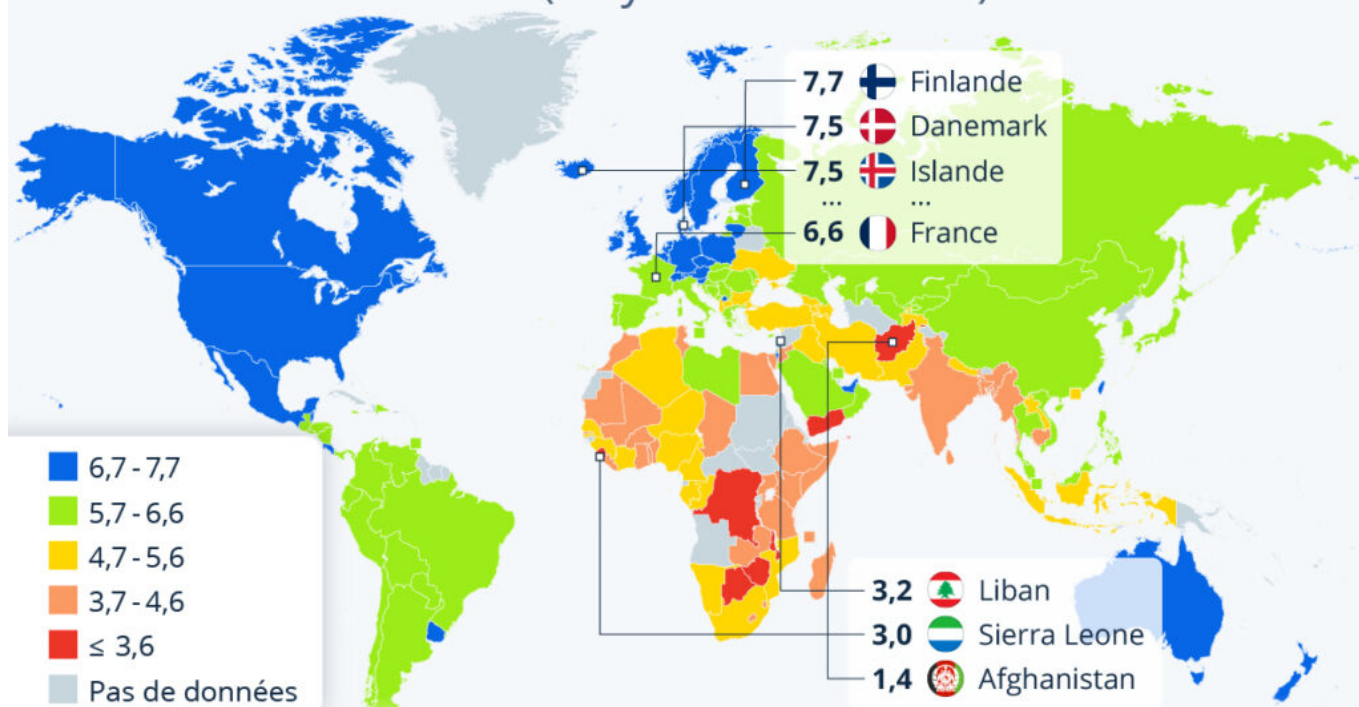 7,7 Finlande
7,5 Danemark
7,5 Islande
... ...
6,6 France
6,7 - 7,7
5,7 - 6,6
4,7 - 5,6
3,7 - 4,6
≤ 3,6
Pas de données
3,2 Liban
3,0 Sierra Leone
1,4 Afghanistan